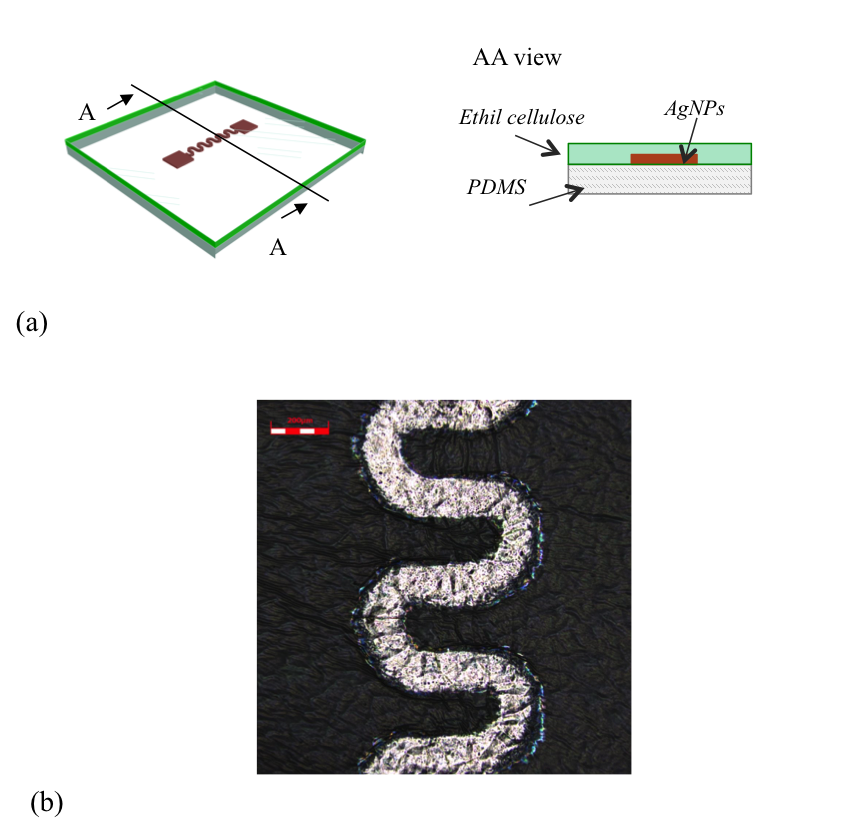 AA view
A
AgNPs
Ethil cellulose
PDMS
A
(a)
(b)